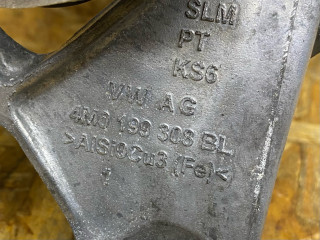 SLM
PT
KS6
VW AG
4M0 199 308 BL
>AlSi9Cu3(Fe)<